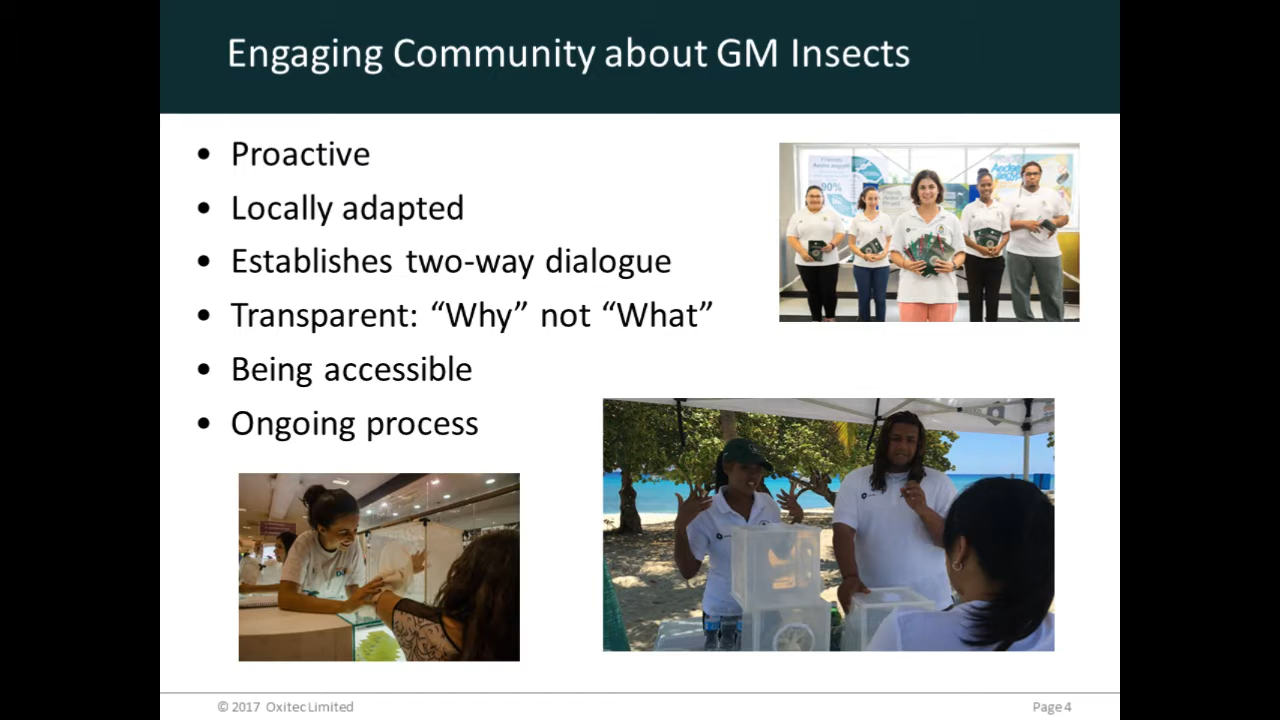 Engaging Community about GM Insects
• Proactive
• Locally adapted
• Establishes two-way dialogue
• Transparent: “Why” not “What”
• Being accessible
• Ongoing process
90%
© 2017 Oxitec Limited
Page 4